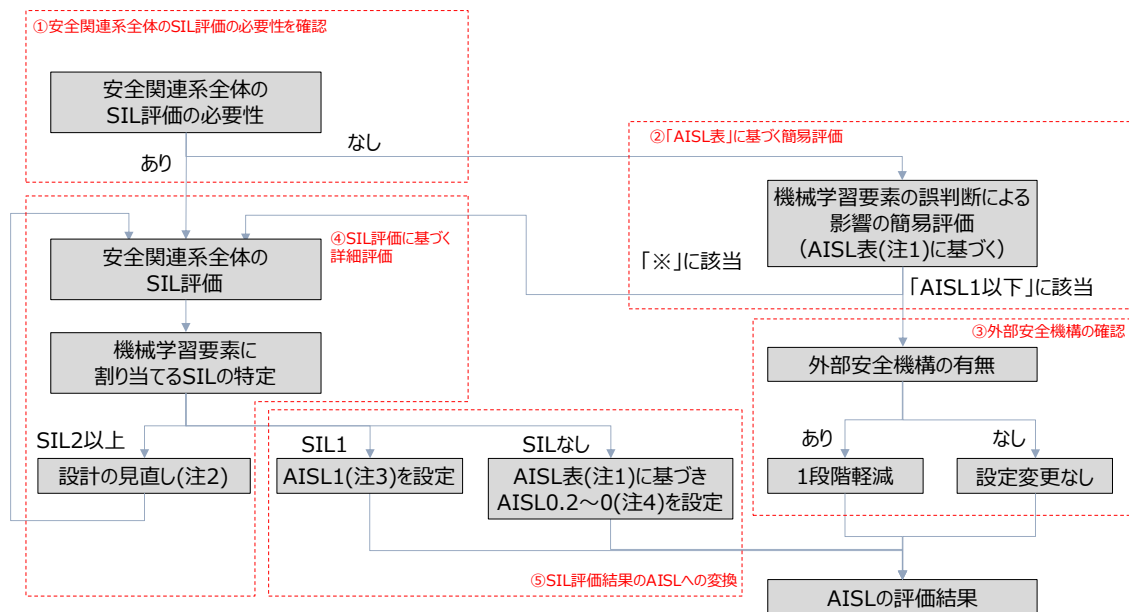 ①安全関連系全体のSIL評価の必要性を確認
安全関連系全体の
SIL評価の必要性
なし
あり
②「AISL表」に基づく簡易評価
機械学習要素の誤判断による
影響の簡易評価
（AISL表(注1)に基づく）
「※」に該当
「AISL1以下」に該当
④SIL評価に基づく
詳細評価
安全関連系全体の
SIL評価
機械学習要素に
割り当てるSILの特定
SIL2以上
設計の見直し(注2)
SIL1
AISL1(注3)を設定
SILなし
AISL表(注1)に基づき
AISL0.2～0(注4)を設定
⑤SIL評価結果のAISLへの変換
③外部安全機構の確認
外部安全機構の有無
あり
なし
1段階軽減
設定変更なし
AISLの評価結果